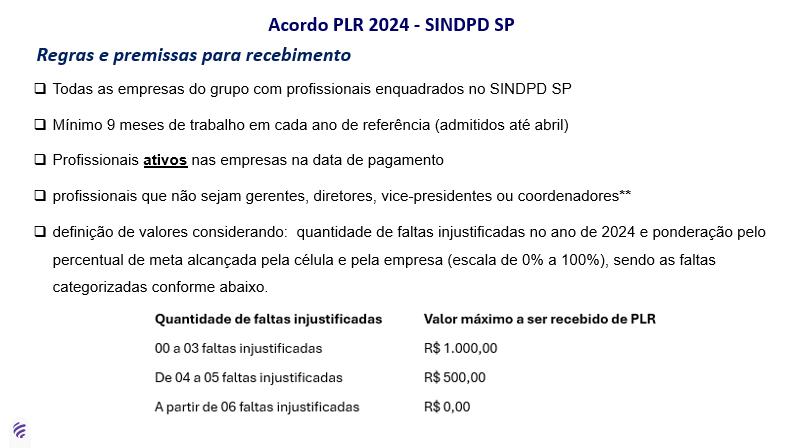 Acordo PLR 2024 - SINDPD SP
Regras e premissas para recebimento
Todas as empresas do grupo com profissionais enquadrados no SINDPD SP
Mínimo 9 meses de trabalho em cada ano de referência (admitidos até abril)
Profissionais ativos nas empresas na data de pagamento
profissionais que não sejam gerentes, diretores, vice-presidentes ou coordenadores**
definição de valores considerando:  quantidade de faltas injustificadas no ano de 2024 e ponderação pelo
percentual de meta alcançada pela célula e pela empresa (escala de 0% a 100%), sendo as faltas
categorizadas conforme abaixo.
Quantidade de faltas injustificadas Valor máximo a ser recebido de PLR
00 a 03 faltas injustificadas R$ 1.000,00
De 04 a 05 faltas injustificadas R$ 500,00
A partir de 06 faltas injustificadas R$ 0,00